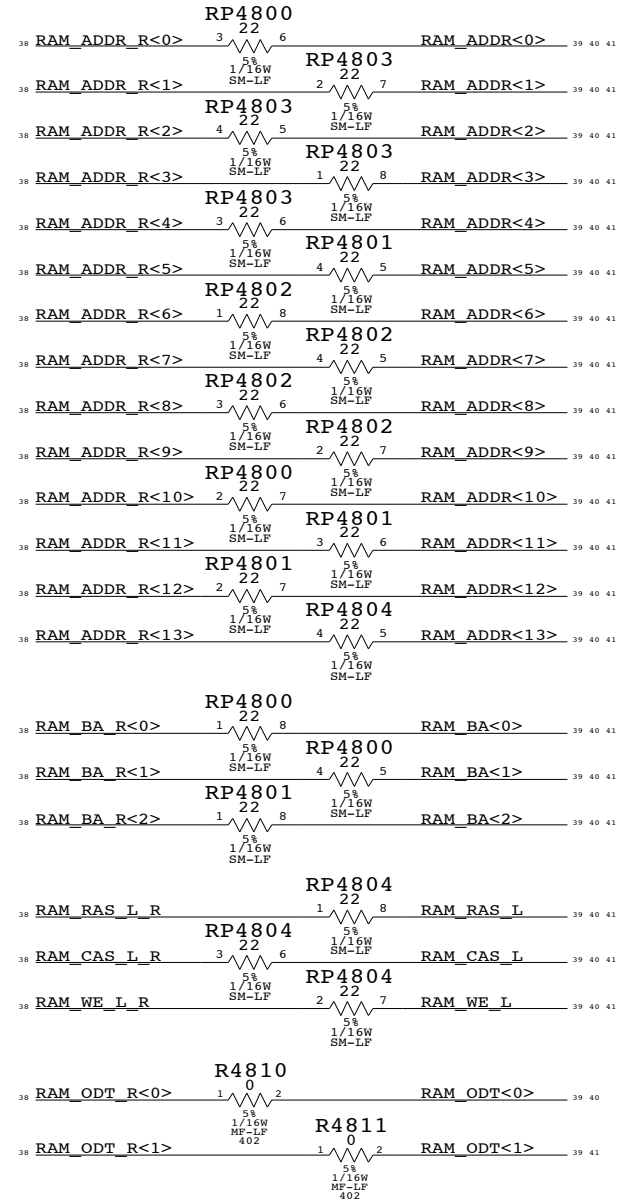 RP4800
22
38 RAM_ADDR_R<0> 3 6 RAM_ADDR<0> 39 40 41
5%
1/16W
SM-LF
RP4803
22
38 RAM_ADDR_R<1> 2 7 RAM_ADDR<1> 39 40 41
5%
1/16W
SM-LF
RP4803
22
38 RAM_ADDR_R<2> 4 5 RAM_ADDR<2> 39 40 41
5%
1/16W
SM-LF
RP4803
22
38 RAM_ADDR_R<3> 1 8 RAM_ADDR<3> 39 40 41
5%
1/16W
SM-LF
RP4803
22
38 RAM_ADDR_R<4> 3 6 RAM_ADDR<4> 39 40 41
5%
1/16W
SM-LF
RP4801
22
38 RAM_ADDR_R<5> 4 5 RAM_ADDR<5> 39 40 41
5%
1/16W
SM-LF
RP4802
22
38 RAM_ADDR_R<6> 1 8 RAM_ADDR<6> 39 40 41
5%
1/16W
SM-LF
RP4802
22
38 RAM_ADDR_R<7> 4 5 RAM_ADDR<7> 39 40 41
5%
1/16W
SM-LF
RP4802
22
38 RAM_ADDR_R<8> 3 6 RAM_ADDR<8> 39 40 41
5%
1/16W
SM-LF
RP4802
22
38 RAM_ADDR_R<9> 2 7 RAM_ADDR<9> 39 40 41
5%
1/16W
SM-LF
RP4800
22
38 RAM_ADDR_R<10> 2 7 RAM_ADDR<10> 39 40 41
5%
1/16W
SM-LF
RP4801
22
38 RAM_ADDR_R<11> 3 6 RAM_ADDR<11> 39 40 41
5%
1/16W
SM-LF
RP4801
22
38 RAM_ADDR_R<12> 2 7 RAM_ADDR<12> 39 40 41
5%
1/16W
SM-LF
RP4804
22
38 RAM_ADDR_R<13> 4 5 RAM_ADDR<13> 39 40 41
5%
1/16W
SM-LF
RP4800
22
38 RAM_BA_R<0> 1 8 RAM_BA<0> 39 40 41
5%
1/16W
SM-LF
RP4800
22
38 RAM_BA_R<1> 4 5 RAM_BA<1> 39 40 41
5%
1/16W
SM-LF
RP4801
22
38 RAM_BA_R<2> 1 8 RAM_BA<2> 39 40 41
5%
1/16W
SM-LF
RP4804
22
38 RAM_RAS_L_R 1 8 RAM_RAS_L 39 40 41
5%
1/16W
SM-LF
RP4804
22
38 RAM_CAS_L_R 3 6 RAM_CAS_L 39 40 41
5%
1/16W
SM-LF
RP4804
22
38 RAM_WE_L_R 2 7 RAM_WE_L 39 40 41
5%
1/16W
SM-LF
R4810
0
38 RAM_ODT_R<0> 1 2 RAM_ODT<0> 39 40
5%
1/16W
MF-LF
402
R4811
0
38 RAM_ODT_R<1> 1 2 RAM_ODT<1> 39 41
5%
1/16W
MF-LF
402